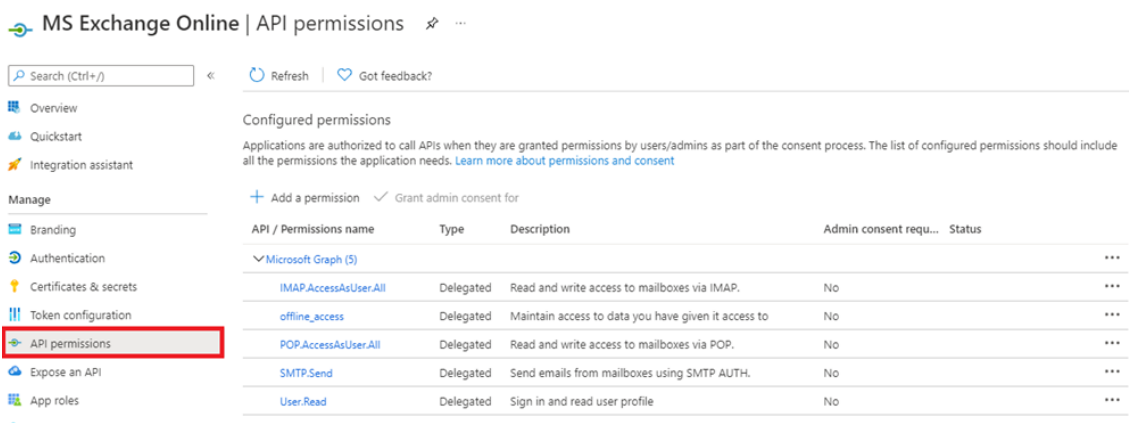 MS Exchange Online | API permissions
Search (Ctrl+/)
Refresh
Got feedback?
Overview
Quickstart
Integration assistant
Manage
Branding
Authentication
Certificates & secrets
Token configuration
API permissions
Expose an API
App roles
Configured permissions
Applications are authorized to call APIs when they are granted permissions by users/admins as part of the consent process. The list of configured permissions should include
all the permissions the application needs. Learn more about permissions and consent
Add a permission
Grant admin consent for
API / Permissions name Type Description Admin consent requ... Status
Microsoft Graph (5)
IMAP.AccessAsUser.All Delegated Read and write access to mailboxes via IMAP. No
offline_access Delegated Maintain access to data you have given it access to No
POP.AccessAsUser.All Delegated Read and write access to mailboxes via POP. No
SMTP.Send Delegated Send emails from mailboxes using SMTP AUTH. No
User.Read Delegated Sign in and read user profile No